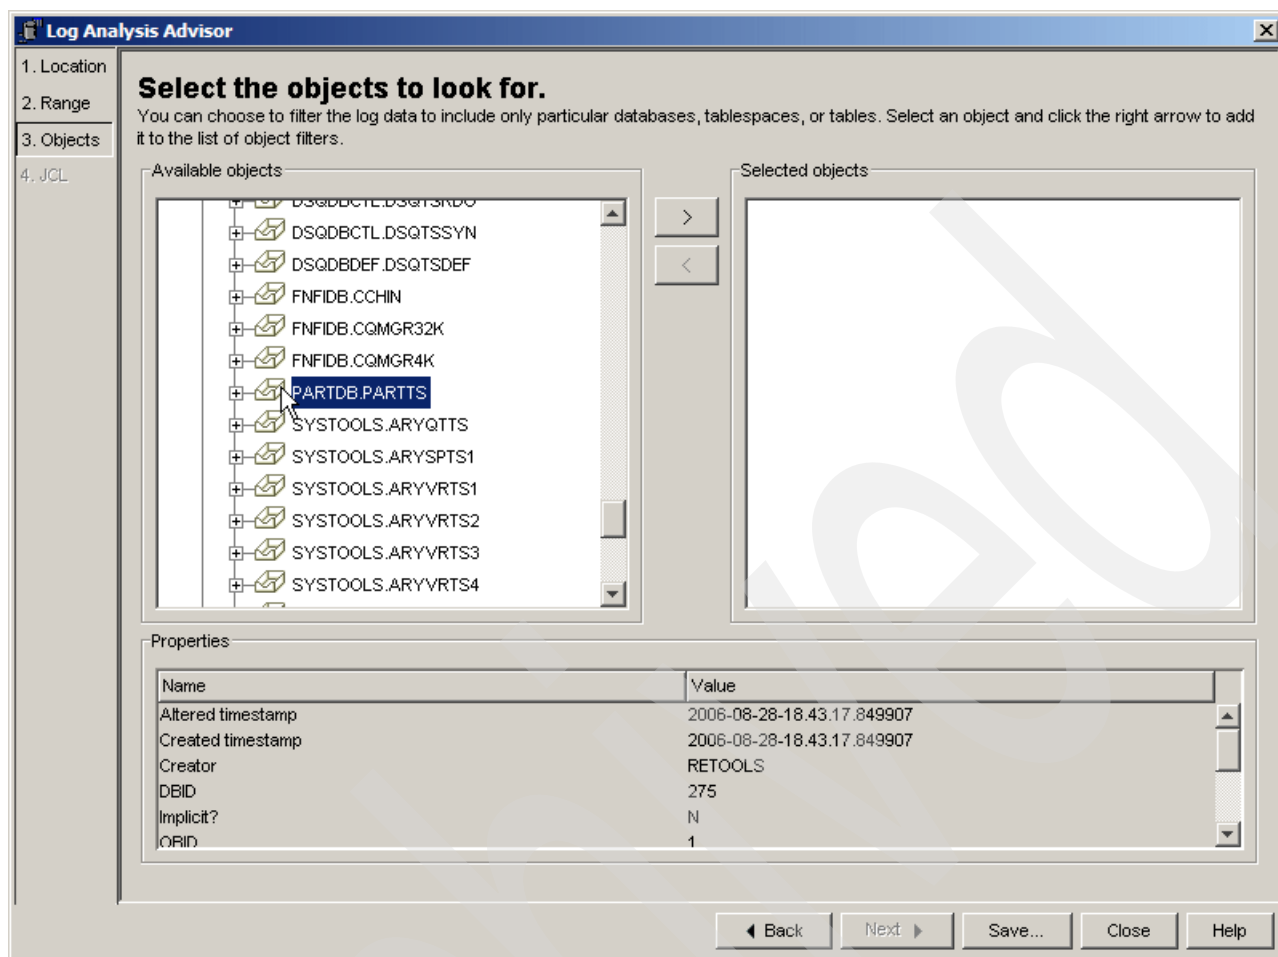 Log Analysis Advisor
1. Location
2. Range
3. Objects
4. JCL
Select the objects to look for.
You can choose to filter the log data to include only particular databases, tablespaces, or tables. Select an object and click the right arrow to add
it to the list of object filters.
Available objects
DSQDBCTL.DSQTSRDO
DSQDBCTL.DSQTSSYN
DSQDBDEF.DSQTSDEF
FNFIDB.CCHIN
FNFIDB.CQMGR32K
FNFIDB.CQMGR4K
PARTDB.PARTTS
SYSTOOLS.ARYQTTS
SYSTOOLS.ARYSPTS1
SYSTOOLS.ARYVRTS1
SYSTOOLS.ARYVRTS2
SYSTOOLS.ARYVRTS3
SYSTOOLS.ARYVRTS4
>
<
Selected objects
Properties
Name Value
Altered timestamp 2006-08-28-18.43.17.849907
Created timestamp 2006-08-28-18.43.17.849907
Creator RETOOLS
DBID 275
Implicit? N
OBID 1
Back Next Save... Close Help